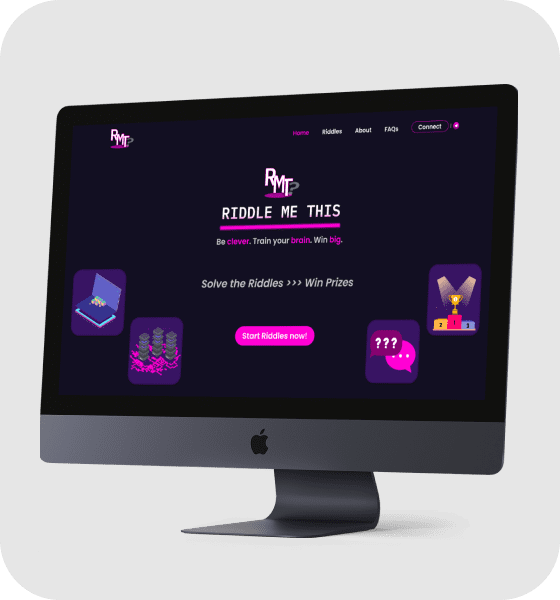 RMT?
Home Riddles About FAQs Connect
RMT?
RIDDLE ME THIS
Be clever. Train your brain. Win big.
Solve the Riddles >>> Win Prizes
Start Riddles now!
???
2 1 3